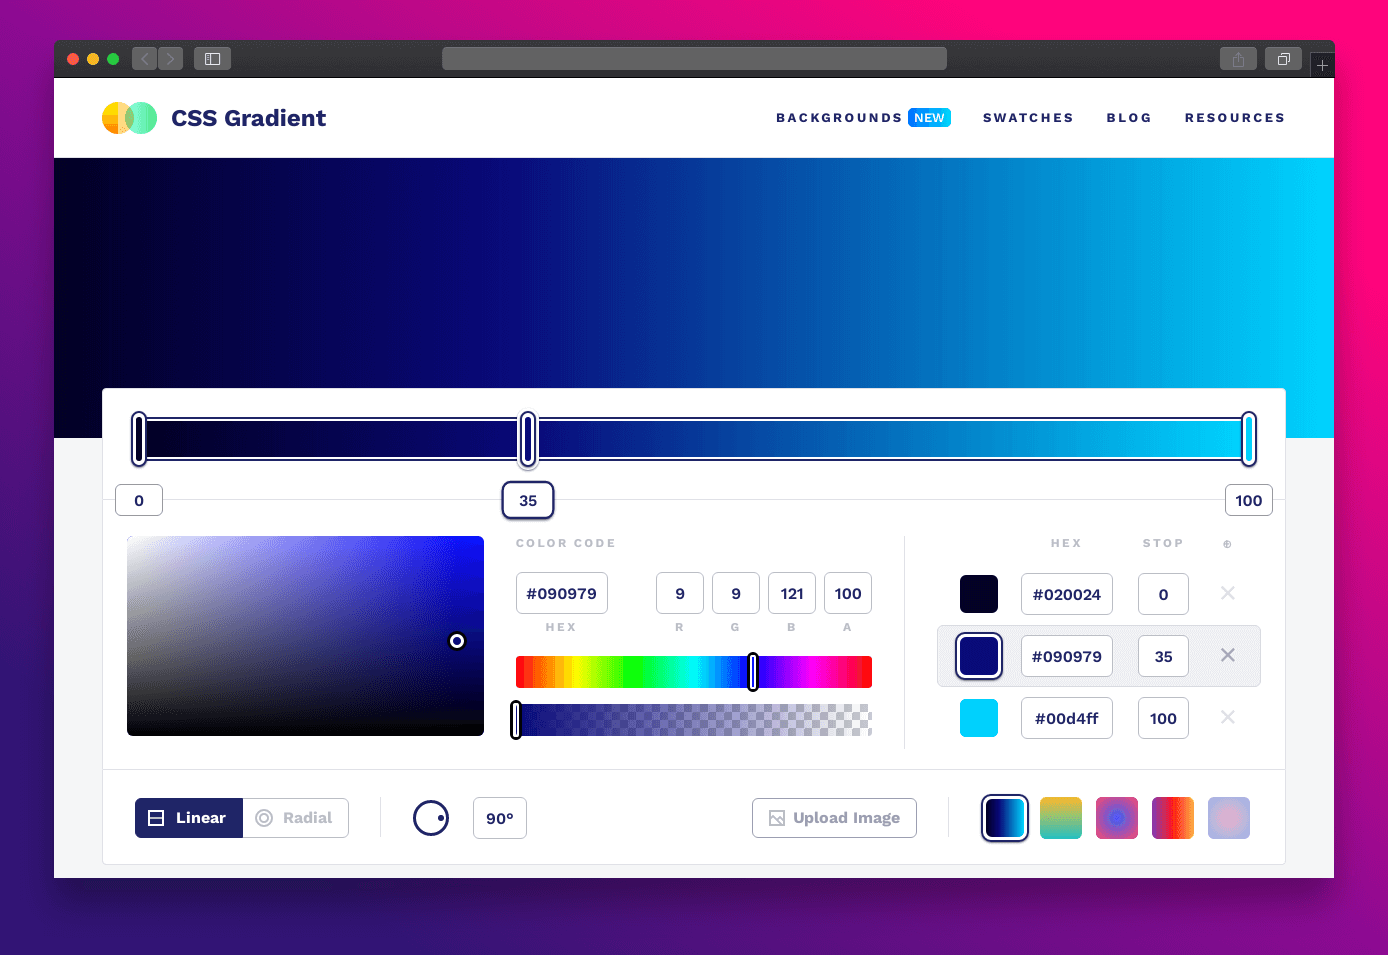 CSS Gradient
BACKGROUNDS NEW SWATCHES BLOG RESOURCES
0 35 100
COLOR CODE
#090979 9 9 121 100
HEX R G B A
HEX STOP
#020024 0
#090979 35
#00d4ff 100
Linear Radial 90° Upload Image